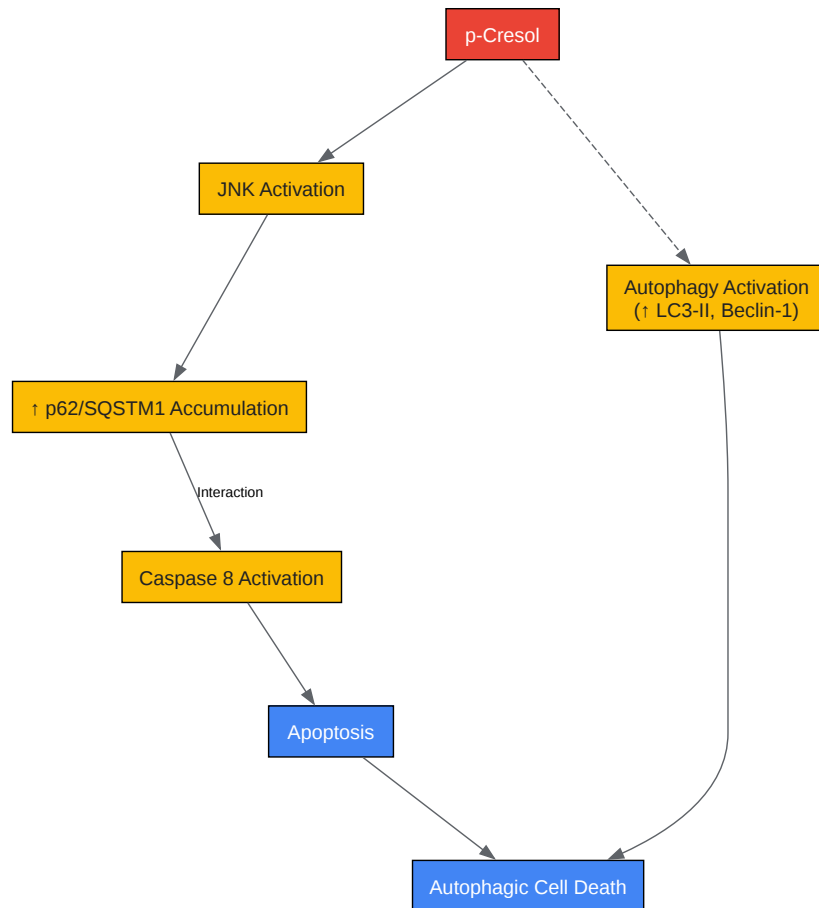 p-Cresol
JNK Activation
Autophagy Activation
(↑ LC3-II, Beclin-1)
↑ p62/SQSTM1 Accumulation
Interaction
Caspase 8 Activation
Apoptosis
Autophagic Cell Death